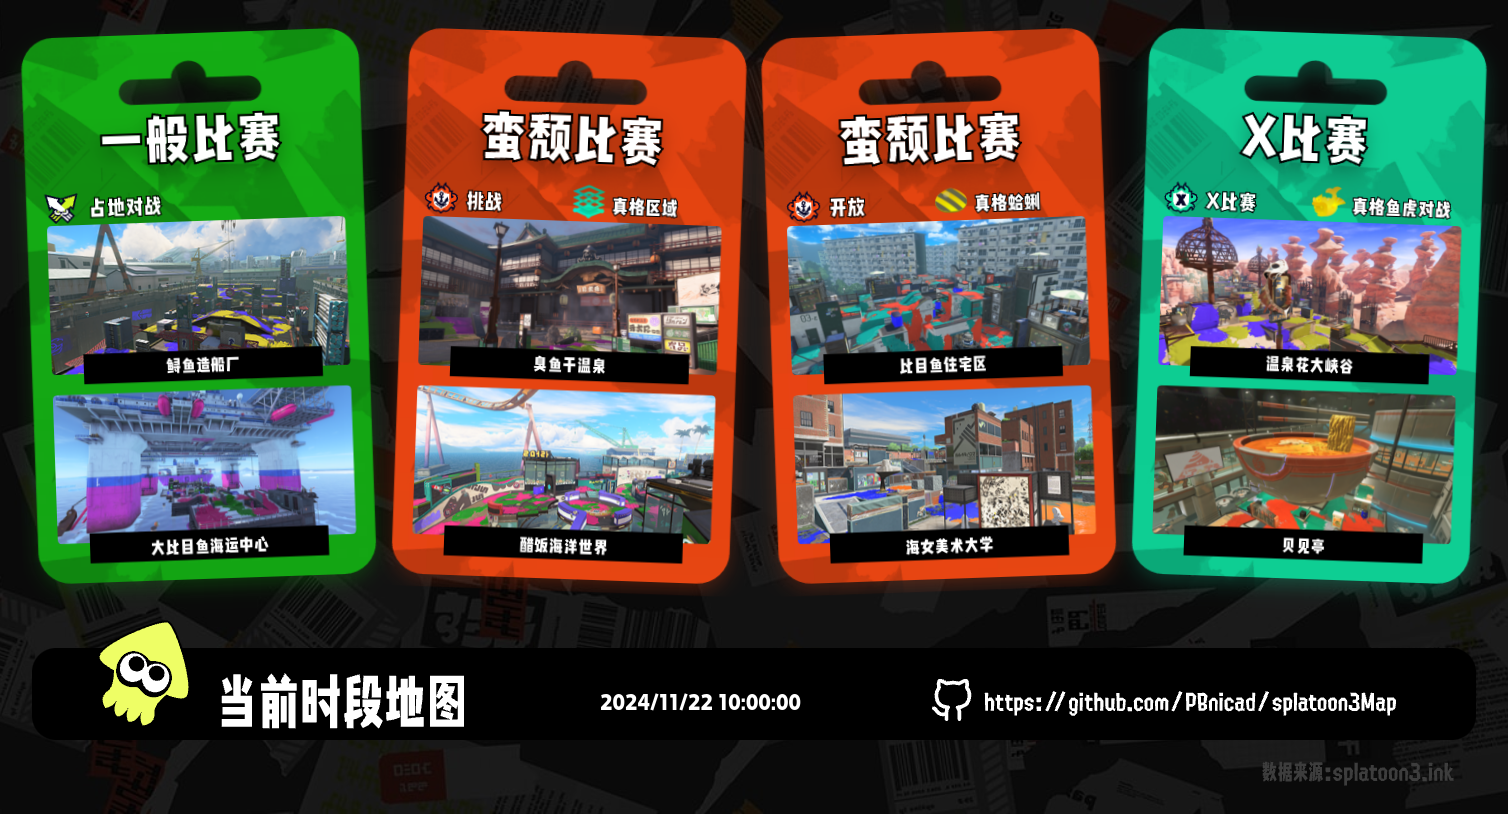 一般比赛
占地对战
鲟鱼造船厂
大比目鱼海运中心
蛮颓比赛
挑战
真格区域
臭鱼干温泉
醋饭海洋世界
蛮颓比赛
开放
真格蛤蜊
比目鱼住宅区
海女美术大学
X比赛
X比赛
真格鱼虎对战
温泉花大峡谷
贝见亭
当前时段地图
2024/11/22 10:00:00
https://github.com/PBnicad/splatoon3Map
数据来源:splatoon3.ink